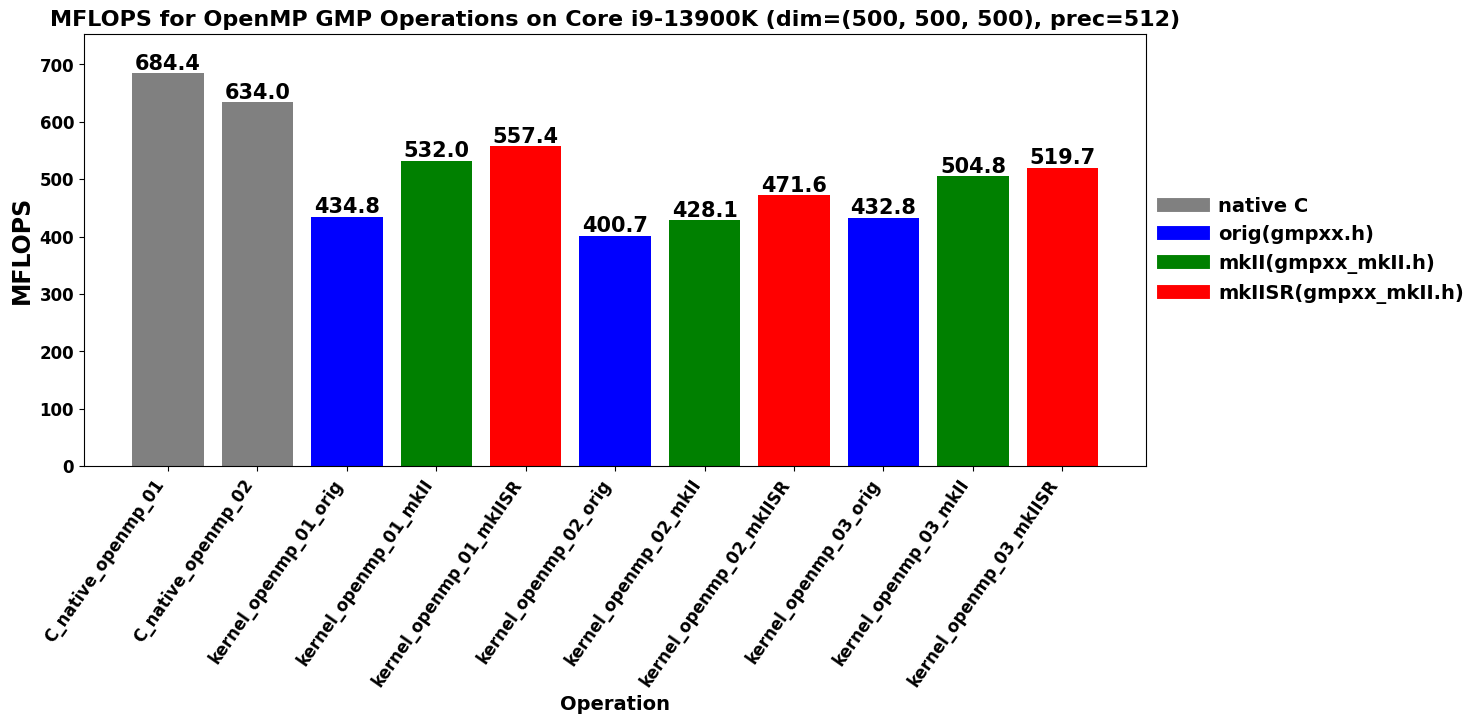 MFLOPS for OpenMP GMP Operations on Core i9-13900K (dim=(500, 500, 500), prec=512)
MFLOPS
700
600
500
400
300
200
100
0
684.4
634.0
434.8
532.0
557.4
400.7
428.1
471.6
432.8
504.8
519.7
C_native_openmp_01
C_native_openmp_02
kernel_openmp_01_orig
kernel_openmp_01_mkII
kernel_openmp_01_mkIISR
kernel_openmp_02_orig
kernel_openmp_02_mkII
kernel_openmp_02_mkIISR
kernel_openmp_03_orig
kernel_openmp_03_mkII
kernel_openmp_03_mkIISR
Operation
native C
orig(gmpxx.h)
mkII(gmpxx_mkII.h)
mkIISR(gmpxx_mkII.h)